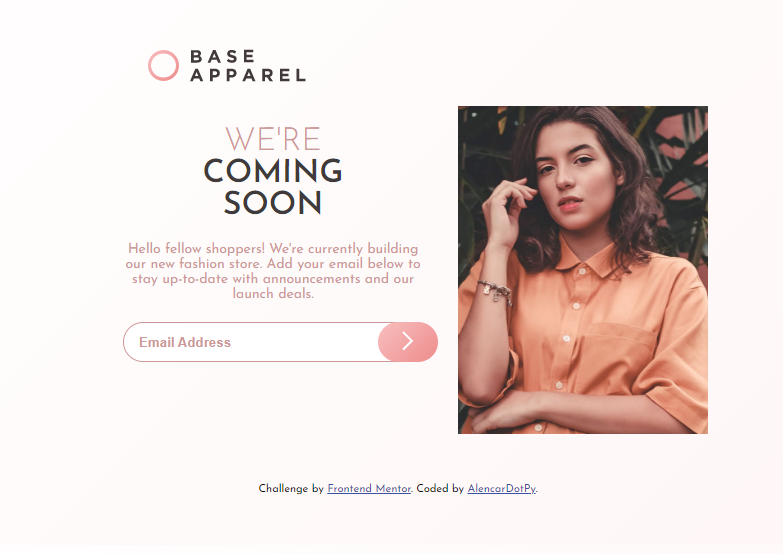 BASE
APPAREL
WE'RE
COMING
SOON
Hello fellow shoppers! We're currently building
our new fashion store. Add your email below to
stay up-to-date with announcements and our
launch deals.
Email Address
Challenge by Frontend Mentor. Coded by AlencarDotPy.